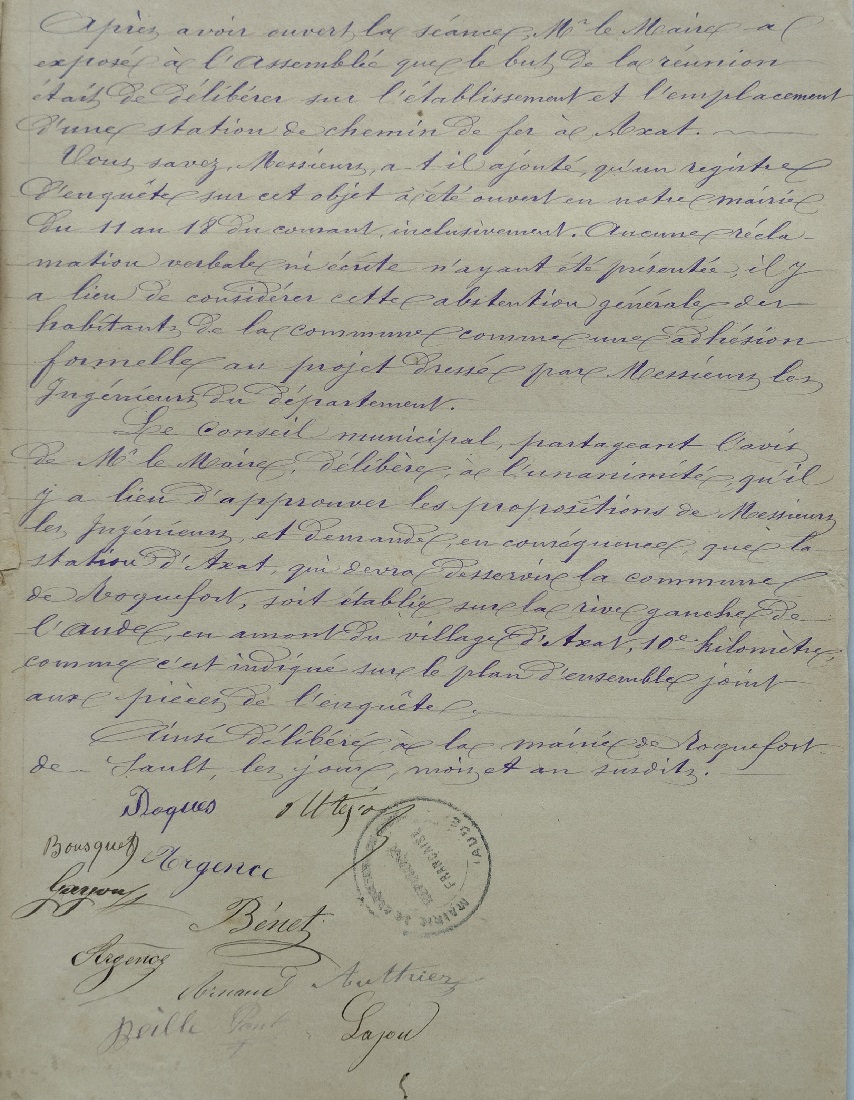 Après avoir ouvert la séance, Mr le Maire a
exposé à l'Assemblée que le but de la réunion
était de délibérer sur l'établissement et l'emplacement
d'une station de chemin de fer à Axat.
Vous savez, Messieurs, a-t-il ajouté, qu'un registre
d'enquête sur cet objet a été ouvert en notre mairie
du 11 au 18 du courant, inclusivement. Aucune récla-
mation verbale ni écrite n'ayant été présentée, il y
a lieu de considérer cette abstention générale des
habitants de la commune comme une adhésion
formelle au projet dressé par Messieurs les
Ingénieurs du département.
Le Conseil municipal, partageant l'avis
de Mr le Maire, délibère, à l'unanimité, qu'il
y a lieu d'approuver les propositions de Messieurs
les Ingénieurs, et demande, en conséquence, que la
station d'Axat, qui devra desservir la commune
de Roquefort, soit établie sur la rive gauche de
l'Aude, en amont du village d'Axat, 10e kilomètre,
comme c'est indiqué sur le plan d'ensemble joint
aux pièces de l'enquête.
Ainsi délibéré à la mairie de Roquefort-
de-Sault, les jour, mois et an susdits.
Roques
Bousquet Argence
Bénet
Argence
Arnaud Authier
Lajou
MAIRIE DE
RÉPUBLIQUE
FRANÇAISE
(AUDE)